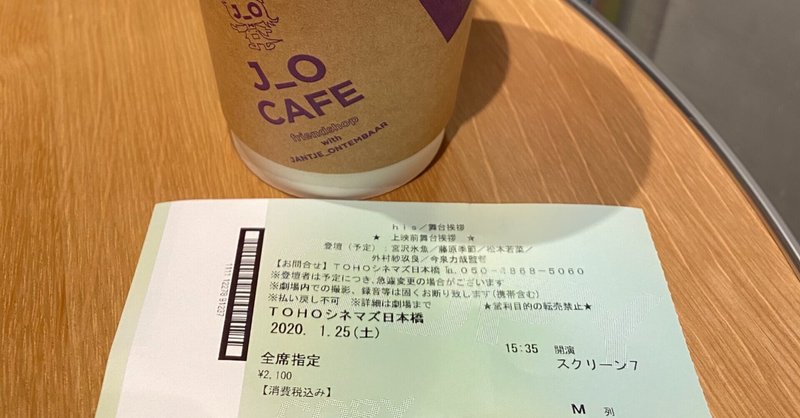 J_O
J_O
CAFE
friendshop
with
JANTJE_ONTEMBAAR
his/舞台挨拶
★ 上映前舞台挨拶 ★
登壇(予定):宮沢氷魚/藤原季節/松本若菜/
外村紗玖良/今泉力哉監督
【お問合せ】TOHOシネマズ日本橋 ℡.050-6868-5060
※登壇者は予定につき、急遽変更の場合がございます
※劇場内での撮影、録音等は固くお断り致します(携帯含む)
※払い戻し不可 ※詳細は劇場まで ★営利目的の転売禁止★
TOHOシネマズ日本橋
2020. 1.25(土)
15:35 開演
全席指定 スクリーン7
¥2,100
【消費税込み】
M 列